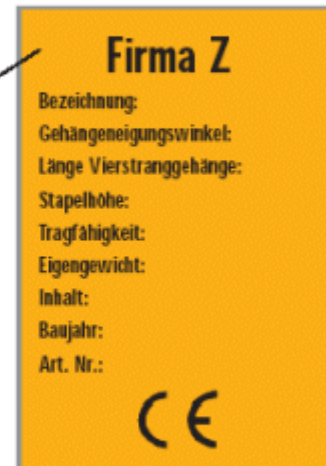 Firma Z
Bezeichnung:
Gehängeneigungswinkel:
Länge Vierstranggehänge:
Stapelhöhe:
Tragfähigkeit:
Eigengewicht:
Inhalt:
Baujahr:
Art. Nr.:
CE